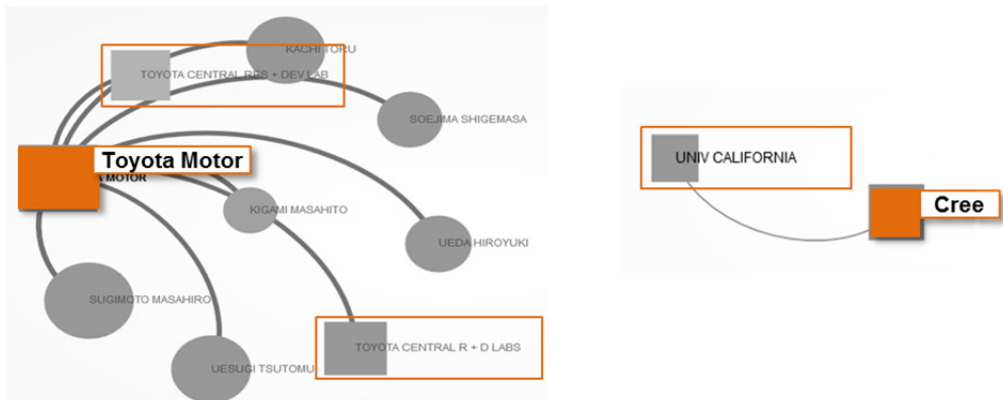 KACHI TORU
TOYOTA CENTRAL RES + DEV LAB
SOEJIMA SHIGEMASA
Toyota Motor
A MOTOR
KIGAMI MASAHITO
UEDA HIROYUKI
SUGIMOTO MASAHIRO
TOYOTA CENTRAL R + D LABS
UESUGI TSUTOMU
UNIV CALIFORNIA
Cree